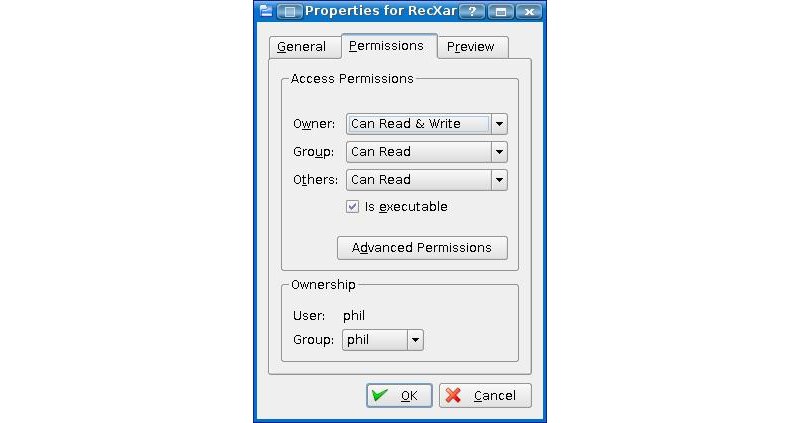 Properties for RecXar
General Permissions Preview
Access Permissions
Owner: Can Read & Write
Group: Can Read
Others: Can Read
Is executable
Advanced Permissions
Ownership
User: phil
Group: phil
OK Cancel